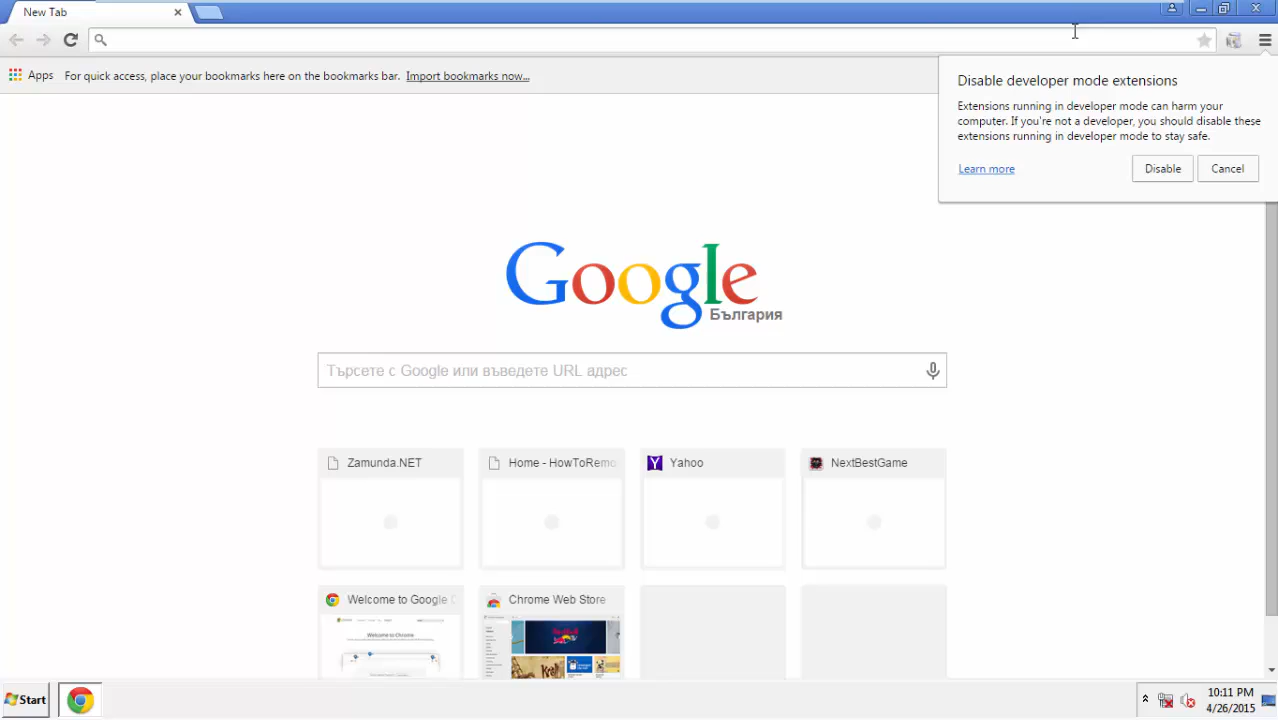 New Tab
Apps For quick access, place your bookmarks here on the bookmarks bar. Import bookmarks now...
Disable developer mode extensions
Extensions running in developer mode can harm your
computer. If you're not a developer, you should disable these
extensions running in developer mode to stay safe.
Learn more Disable Cancel
Google
България
Търсете с Google или въведете URL адрес
Zamunda.NET Home - HowToRemo Yahoo NextBestGame
Welcome to Google C Chrome Web Store
Welcome to Chrome
Start 10:11 PM
4/26/2015